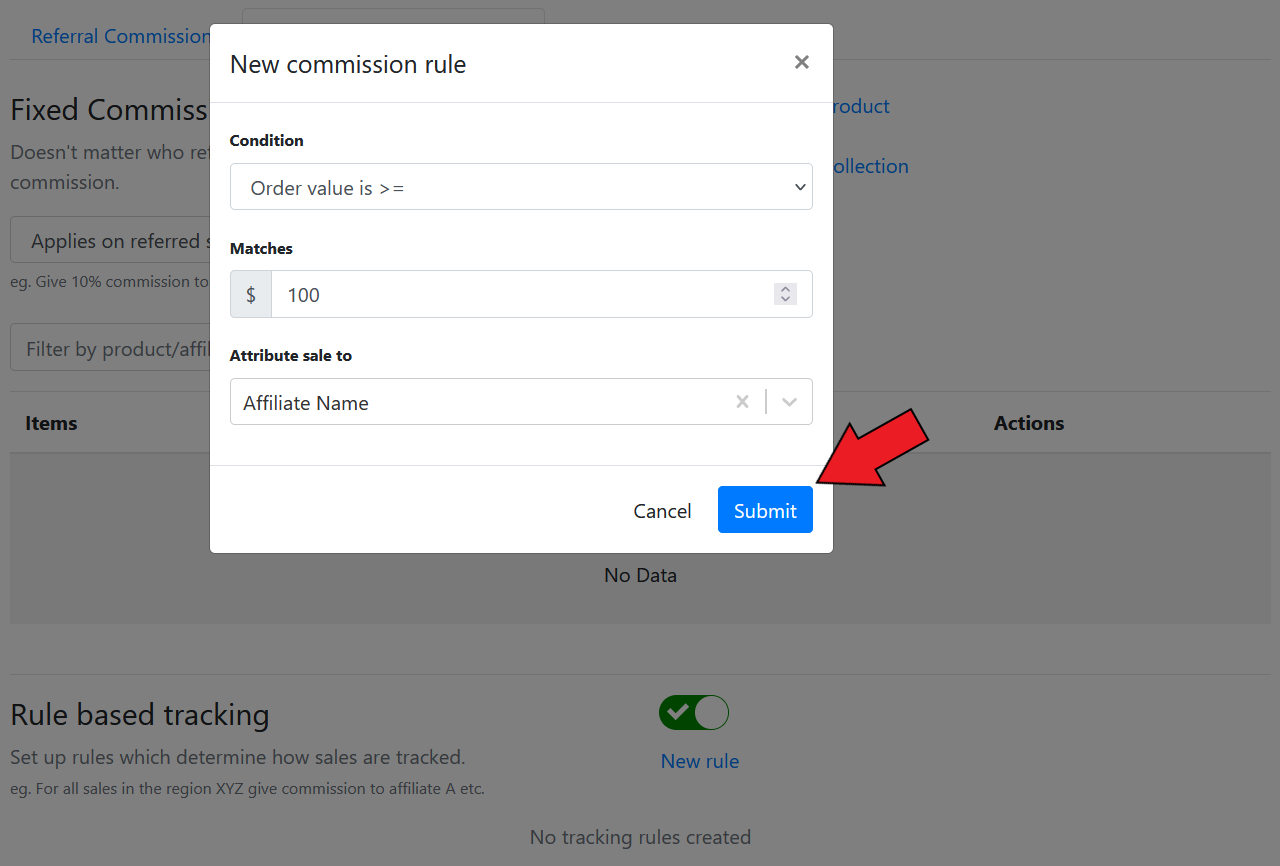 Referral Commission
New commission rule
Fixed Commiss
roduct
Doesn't matter who ref
commission.
ollection
Condition
Order value is >=
Applies on referred s
eg. Give 10% commission to
Matches
$ 100
Filter by product/affil
Attribute sale to
Affiliate Name
Items
Actions
Cancel
Submit
No Data
Rule based tracking
Set up rules which determine how sales are tracked.
New rule
eg. For all sales in the region XYZ give commission to affiliate A etc.
No tracking rules created